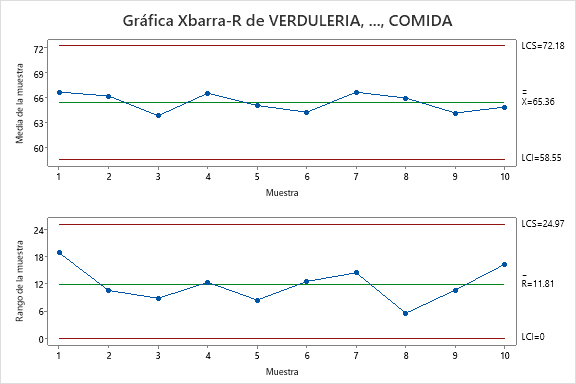 Gráfica Xbarra-R de VERDULERIA, ..., COMIDA
Media de la muestra
72
69
66
63
60
LCS=72.18
X=65.36
LCI=58.55
1 2 3 4 5 6 7 8 9 10
Muestra
Rango de la muestra
24
18
12
6
0
LCS=24.97
R=11.81
LCI=0
1 2 3 4 5 6 7 8 9 10
Muestra